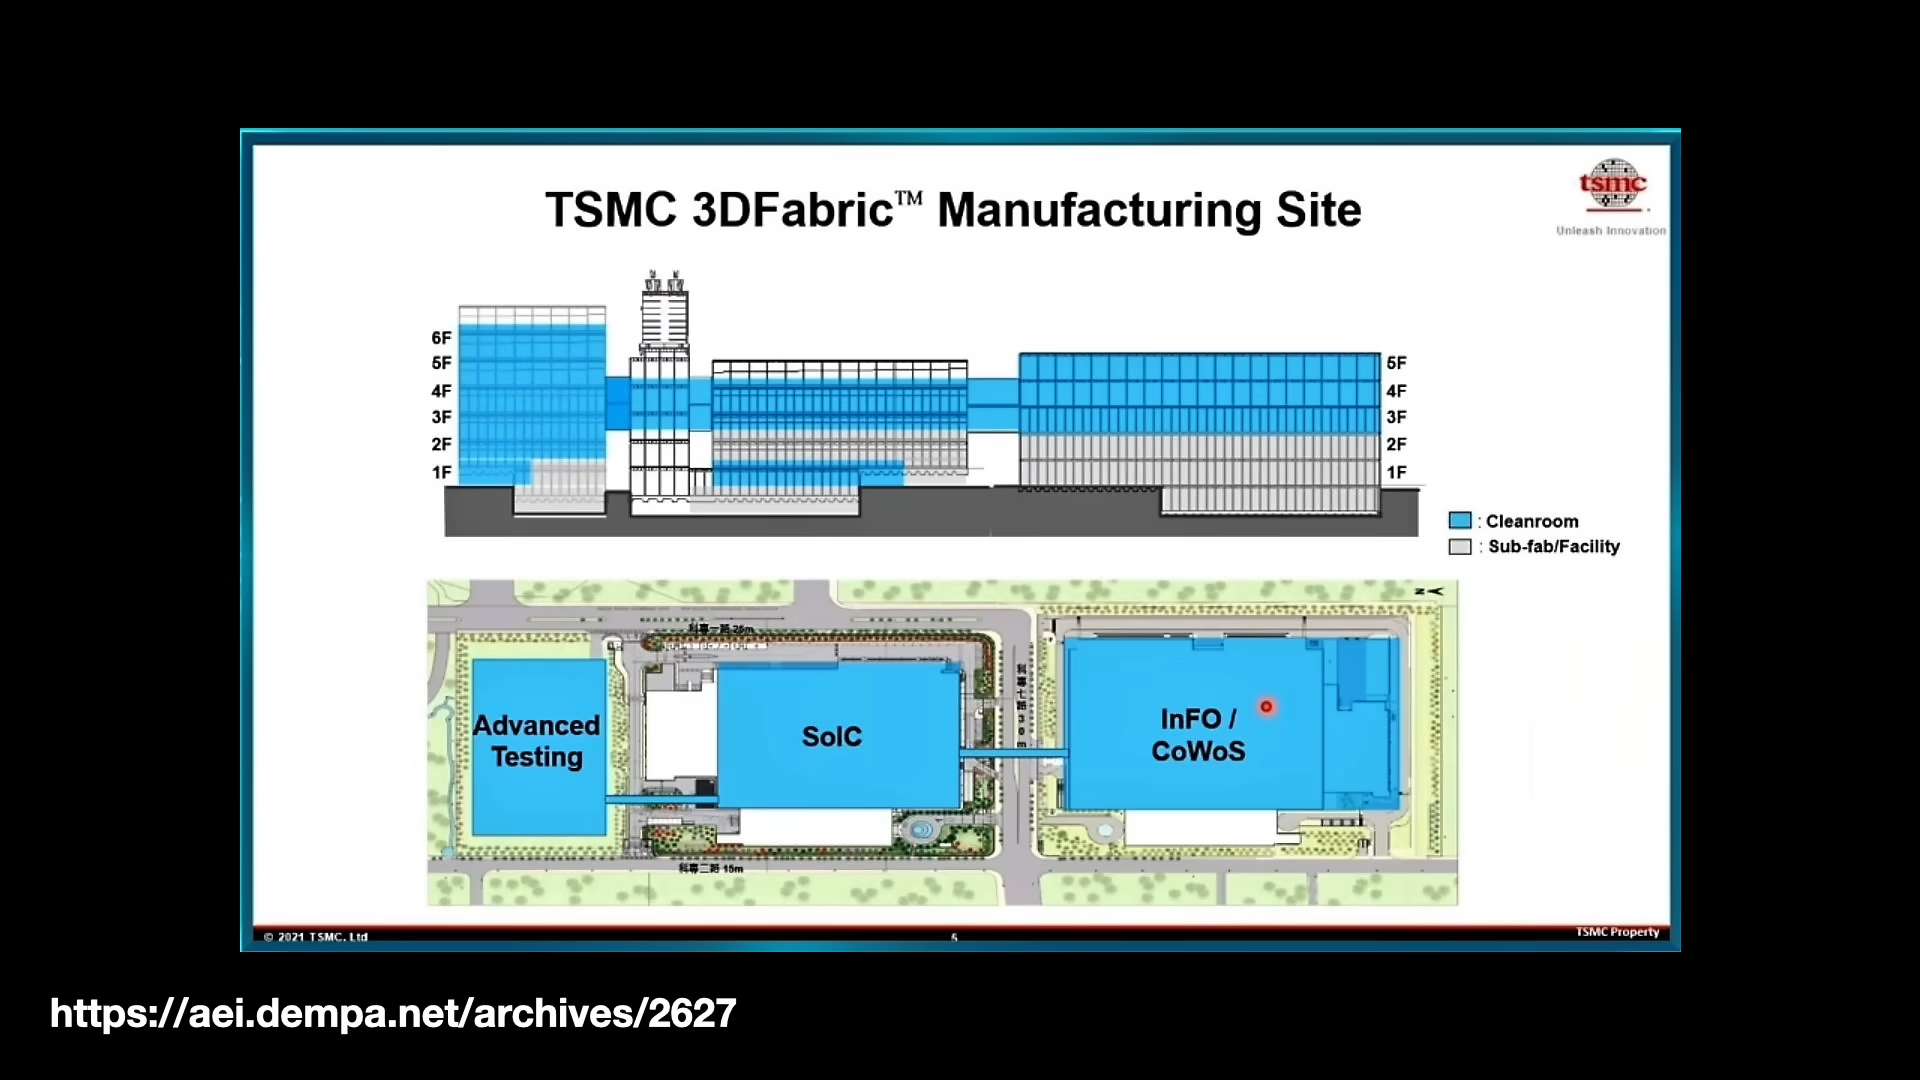 TSMC 3DFabric™ Manufacturing Site
tsmc
Unleash Innovation
6F
5F
4F
3F
2F
1F
5F
4F
3F
2F
1F
: Cleanroom
: Sub-fab/Facility
N
科專一路 25m
Advanced
Testing
SoIC
InFO /
CoWoS
科專二路 15m
© 2021 TSMC, Ltd
5
TSMC Property
https://aei.dempa.net/archives/2627